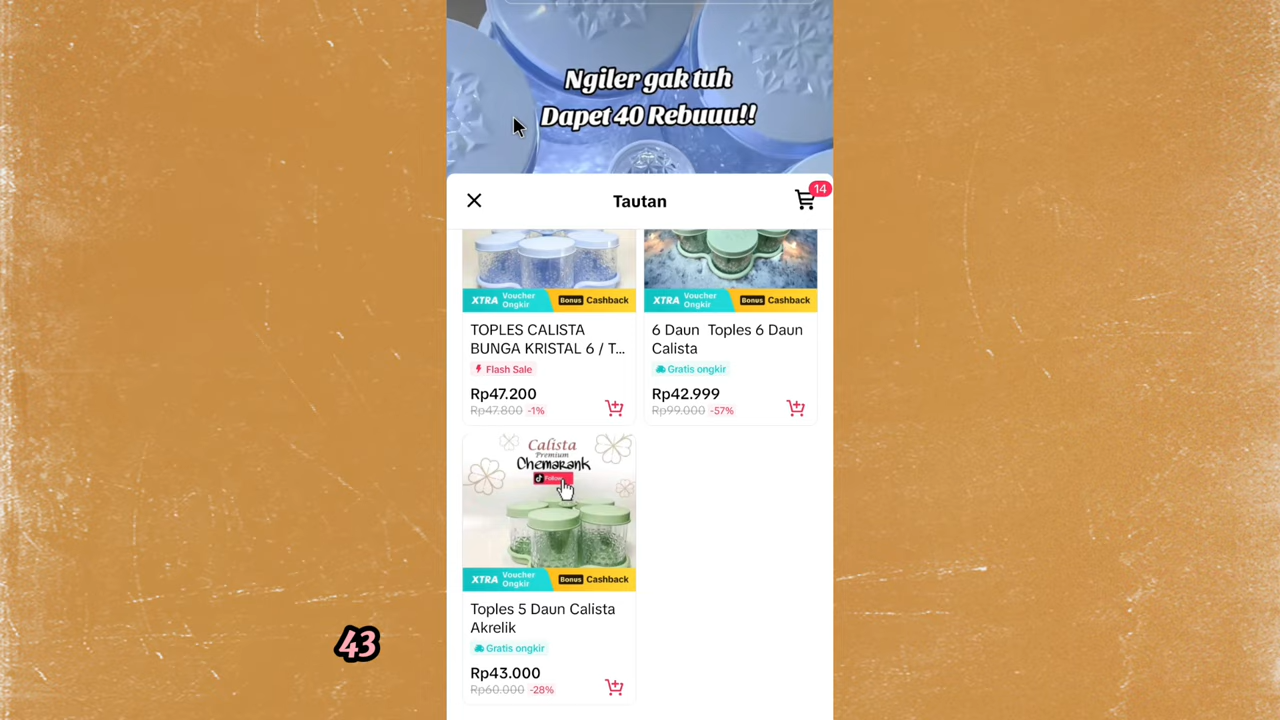 Ngiler gak tuh
Dapet 40 Rebuuu!!
Tautan
14
XTRA Voucher Ongkir Bonus Cashback
TOPLES CALISTA
BUNGA KRISTAL 6 / T...
Flash Sale
Rp47.200
Rp47.800 -1%
XTRA Voucher Ongkir Bonus Cashback
6 Daun Toples 6 Daun
Calista
Gratis ongkir
Rp42.999
Rp99.000 -57%
Calista
Premium
Chemarank
Follow
XTRA Voucher Ongkir Bonus Cashback
Toples 5 Daun Calista
Akrelik
Gratis ongkir
Rp43.000
Rp60.000 -28%
43